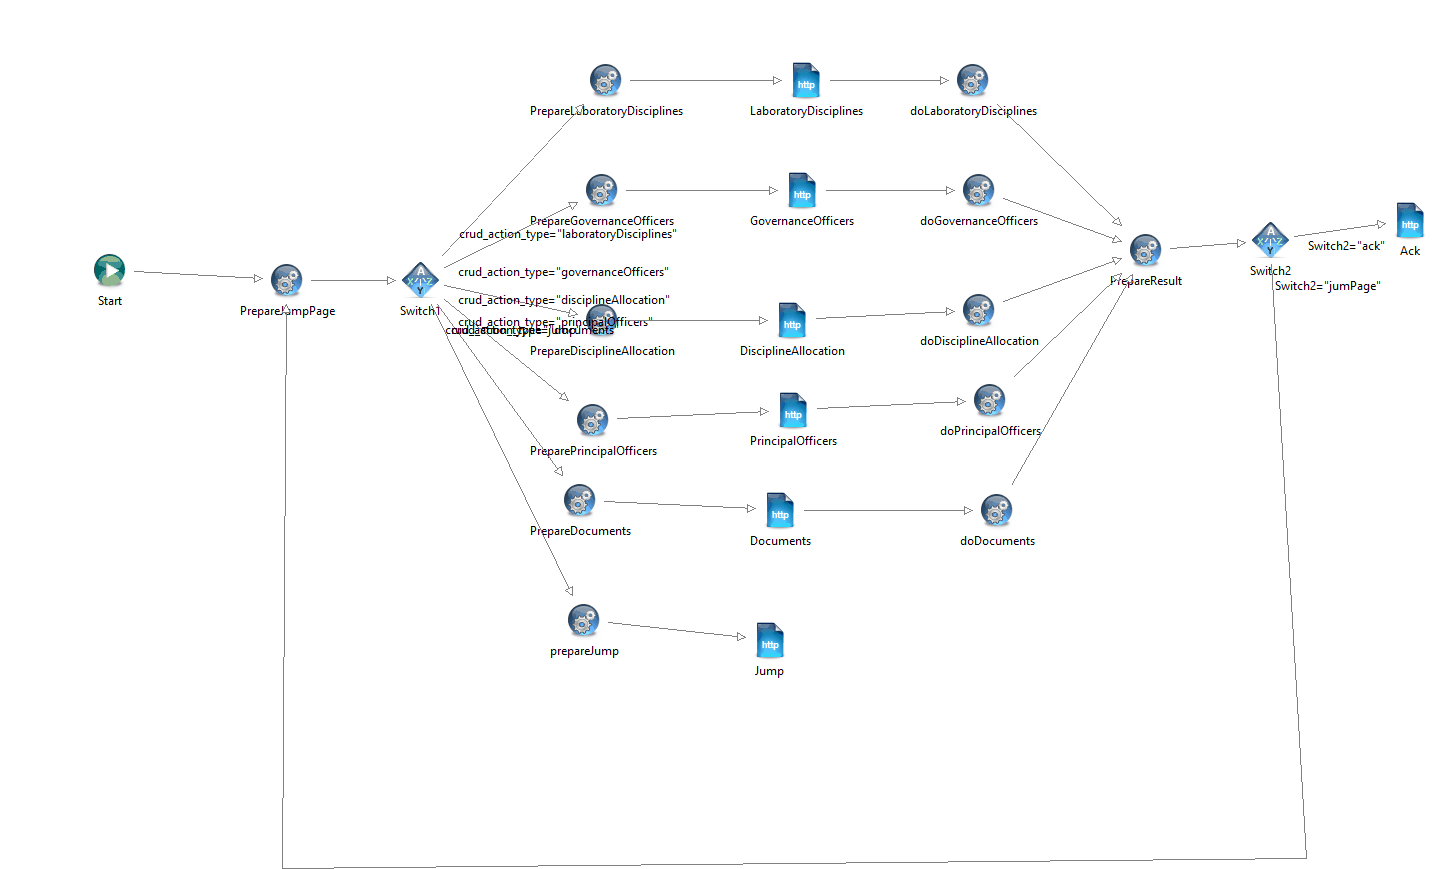 PrepareLaboratoryDisciplines
http
LaboratoryDisciplines
doLaboratoryDisciplines
PrepareGovernanceOfficers
http
GovernanceOfficers
doGovernanceOfficers
crud_action_type="laboratoryDisciplines"
crud_action_type="governanceOfficers"
crud_action_type="disciplineAllocation"
crud_action_type="principalOfficers"
Start
PrepareJumpPage
A
X
Z
Y
Switch1
PrepareDisciplineAllocation
http
DisciplineAllocation
doDisciplineAllocation
PreparePrincipalOfficers
http
PrincipalOfficers
doPrincipalOfficers
PrepareDocuments
http
Documents
doDocuments
prepareJump
http
Jump
PrepareResult
A
X
Z
Y
Switch2
Switch2="ack"
Switch2="jumPage"
http
Ack